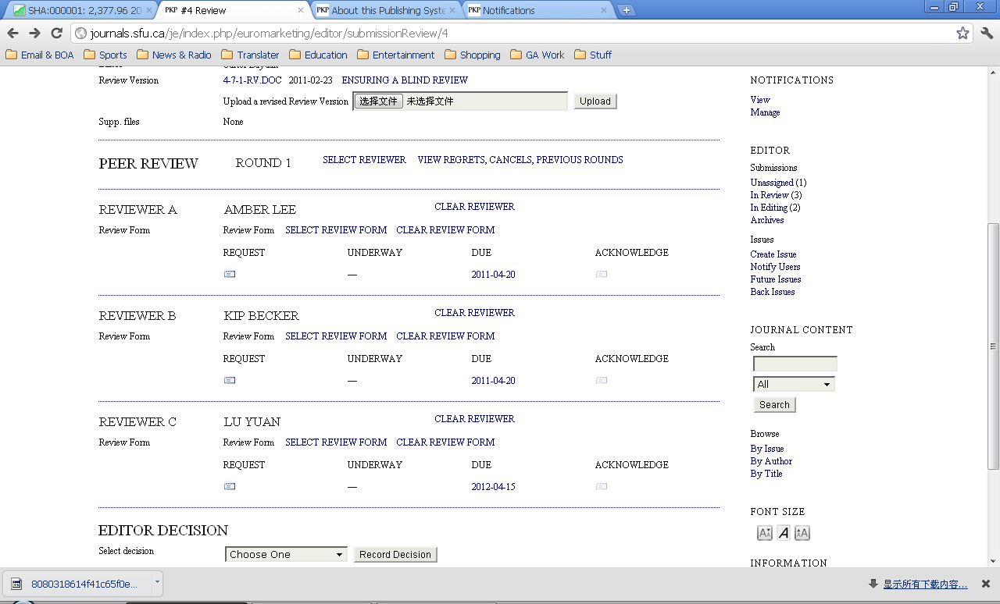 SHA:000001: 2,377.96 20
#4 Review
About this Publishing Syste
Notifications
journals.sfu.ca/je/index.php/euromarketing/editor/submissionReview/4
Email & BOA Sports News & Radio Translater Education Entertainment Shopping GA Work Stuff
Review Version 4-7-1-RV.DOC 2011-02-23 ENSURING A BLIND REVIEW
Upload a revised Review Version 选择文件 未选择文件 Upload
Supp. files None
PEER REVIEW ROUND 1 SELECT REVIEWER VIEW REGRETS, CANCELS, PREVIOUS ROUNDS
REVIEWER A AMBER LEE CLEAR REVIEWER
Review Form Review Form SELECT REVIEW FORM CLEAR REVIEW FORM
REQUEST UNDERWAY DUE ACKNOWLEDGE
— 2011-04-20
REVIEWER B KIP BECKER CLEAR REVIEWER
Review Form Review Form SELECT REVIEW FORM CLEAR REVIEW FORM
REQUEST UNDERWAY DUE ACKNOWLEDGE
— 2011-04-20
REVIEWER C LU YUAN CLEAR REVIEWER
Review Form Review Form SELECT REVIEW FORM CLEAR REVIEW FORM
REQUEST UNDERWAY DUE ACKNOWLEDGE
— 2012-04-15
EDITOR DECISION
Select decision Choose One Record Decision
NOTIFICATIONS
View
Manage
EDITOR
Submissions
Unassigned (1)
In Review (3)
In Editing (2)
Archives
Issues
Create Issue
Notify Users
Future Issues
Back Issues
JOURNAL CONTENT
Search
All
Search
Browse
By Issue
By Author
By Title
FONT SIZE
INFORMATION
8080318614f41c65f0e...
显示所有下载内容...